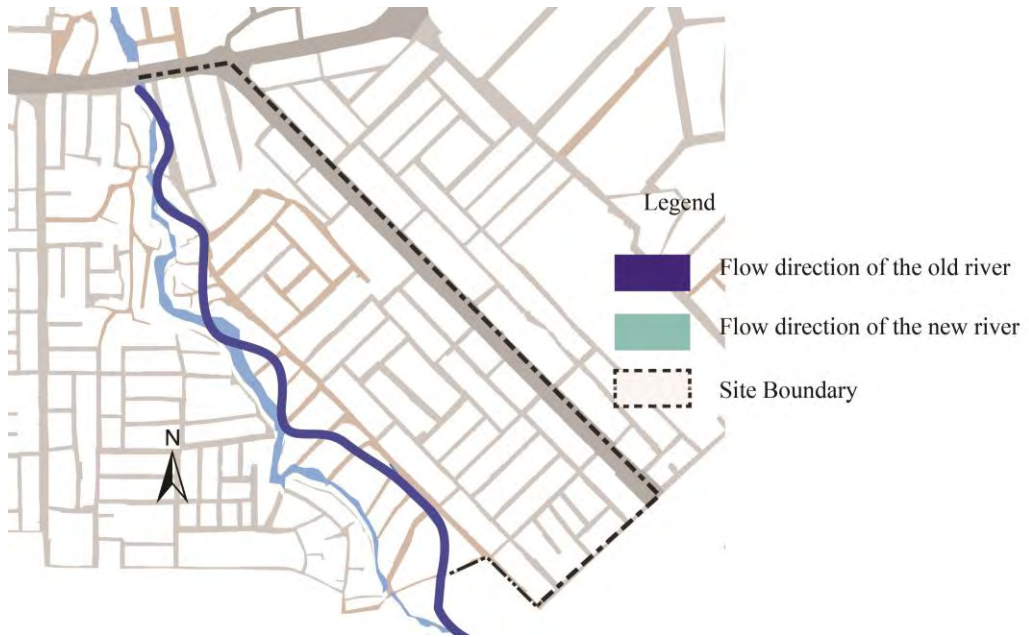 Legend
Flow direction of the old river
Flow direction of the new river
Site Boundary
N